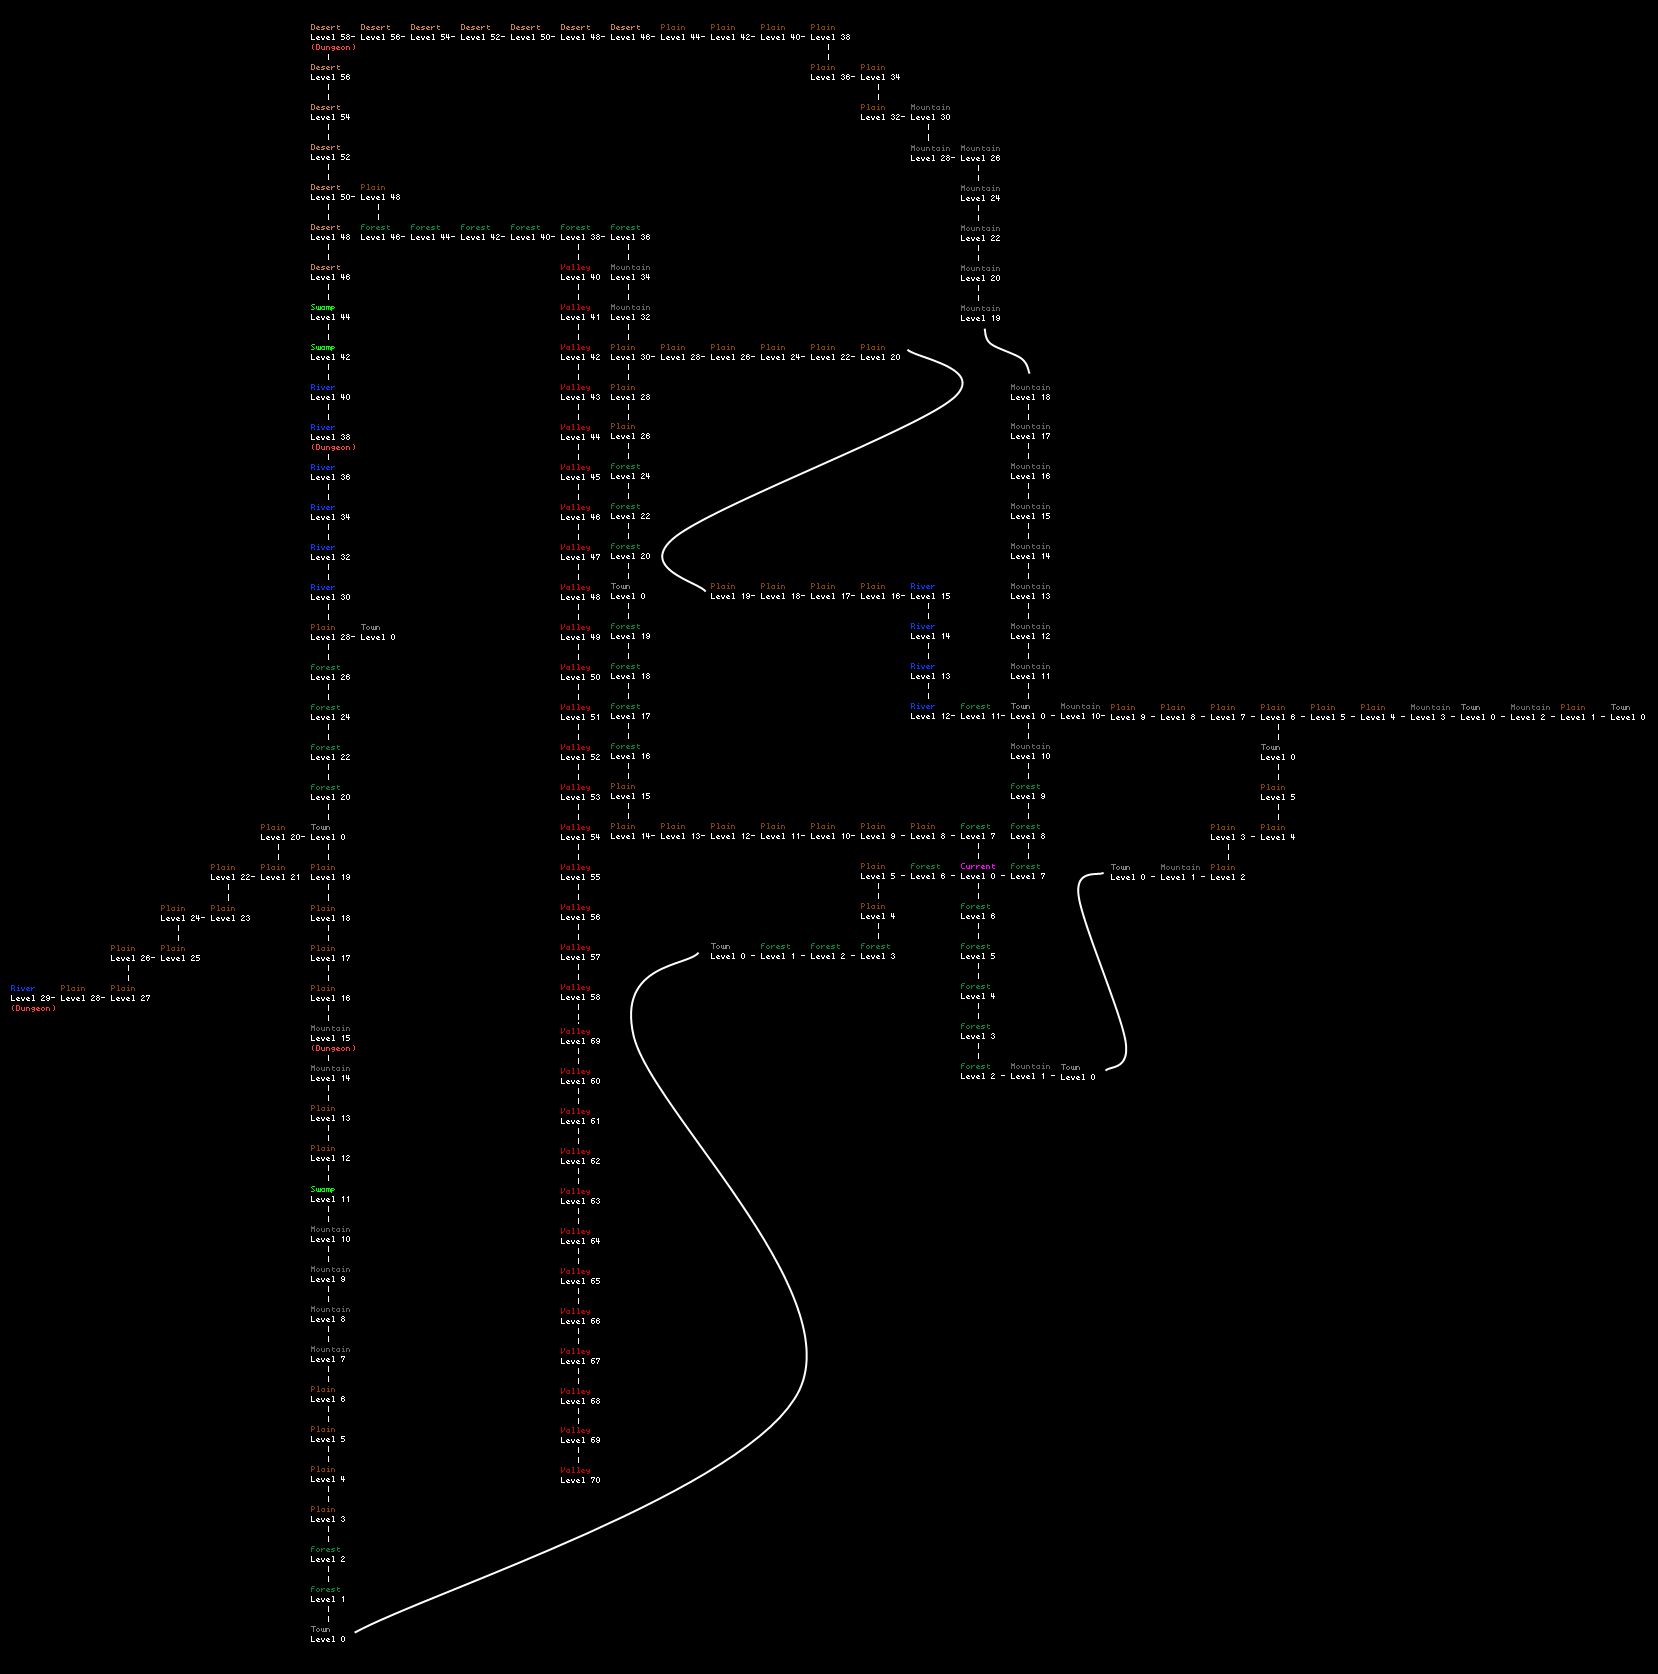 Desert Desert Desert Desert Desert Desert Desert Plain Plain Plain Plain
Level 58- Level 56- Level 54- Level 52- Level 50- Level 48- Level 46- Level 44- Level 42- Level 40- Level 38
(Dungeon)
Desert Plain Plain
Level 56 Level 36- Level 34
Desert Plain Mountain
Level 54 Level 32- Level 30
Desert Mountain Mountain
Level 52 Level 28- Level 26
Desert Plain Mountain
Level 50- Level 48 Level 24
Desert Forest Forest Forest Forest Forest Forest Mountain
Level 48 Level 46- Level 44- Level 42- Level 40- Level 38- Level 36 Level 22
Desert Valley Mountain Mountain
Level 46 Level 40 Level 34 Level 20
Swamp Valley Mountain Mountain
Level 44 Level 41 Level 32 Level 19
Swamp Valley Plain Plain Plain Plain Plain Plain
Level 42 Level 42 Level 30- Level 28- Level 26- Level 24- Level 22- Level 20
River Valley Plain Mountain
Level 40 Level 43 Level 28 Level 18
River Valley Plain Mountain
Level 38 Level 44 Level 26 Level 17
(Dungeon)
River Valley Forest Mountain
Level 36 Level 45 Level 24 Level 16
River Valley Forest Mountain
Level 34 Level 46 Level 22 Level 15
River Valley Forest Mountain
Level 32 Level 47 Level 20 Level 14
River Valley Town Plain Plain Plain Plain River Mountain
Level 30 Level 48 Level 0 Level 19- Level 18- Level 17- Level 16- Level 15 Level 13
Plain Town Valley Forest River Mountain
Level 28- Level 0 Level 49 Level 19 Level 14 Level 12
Forest Valley Forest River Mountain
Level 26 Level 50 Level 18 Level 13 Level 11
Forest Valley Forest River Forest Town Mountain Plain Plain Plain Plain Plain Plain Mountain Town Mountain Plain Town
Level 24 Level 51 Level 17 Level 12- Level 11- Level 0 - Level 10- Level 9 - Level 8 - Level 7 - Level 6 - Level 5 - Level 4 - Level 3 - Level 0 - Level 2 - Level 1 - Level 0
Forest Valley Forest Mountain Town
Level 22 Level 52 Level 16 Level 10 Level 0
Forest Valley Plain Forest Plain
Level 20 Level 53 Level 15 Level 9 Level 5
Plain Town Valley Plain Plain Plain Plain Plain Plain Plain Forest Forest Plain Plain
Level 20- Level 0 Level 54 Level 14- Level 13- Level 12- Level 11- Level 10- Level 9 - Level 8 - Level 7 Level 8 Level 3 - Level 4
Plain Plain Plain Valley Plain Forest Current Forest Town Mountain Plain
Level 22- Level 21 Level 19 Level 55 Level 5 - Level 6 - Level 0 - Level 7 Level 0 - Level 1 - Level 2
Plain Plain Plain Valley Plain Forest
Level 24- Level 23 Level 18 Level 56 Level 4 Level 6
Plain Plain Plain Valley Town Forest Forest Forest Forest
Level 26- Level 25 Level 17 Level 57 Level 0 - Level 1 - Level 2 - Level 3 Level 5
River Plain Plain Plain Valley Forest
Level 29- Level 28- Level 27 Level 16 Level 58 Level 4
(Dungeon)
Mountain Valley Forest
Level 15 Level 69 Level 3
(Dungeon)
Mountain Valley Forest Mountain Town
Level 14 Level 60 Level 2 - Level 1 - Level 0
Plain Valley
Level 13 Level 61
Plain Valley
Level 12 Level 62
Swamp Valley
Level 11 Level 63
Mountain Valley
Level 10 Level 64
Mountain Valley
Level 9 Level 65
Mountain Valley
Level 8 Level 66
Mountain Valley
Level 7 Level 67
Plain Valley
Level 6 Level 68
Plain Valley
Level 5 Level 69
Plain Valley
Level 4 Level 70
Plain
Level 3
Forest
Level 2
Forest
Level 1
Town
Level 0